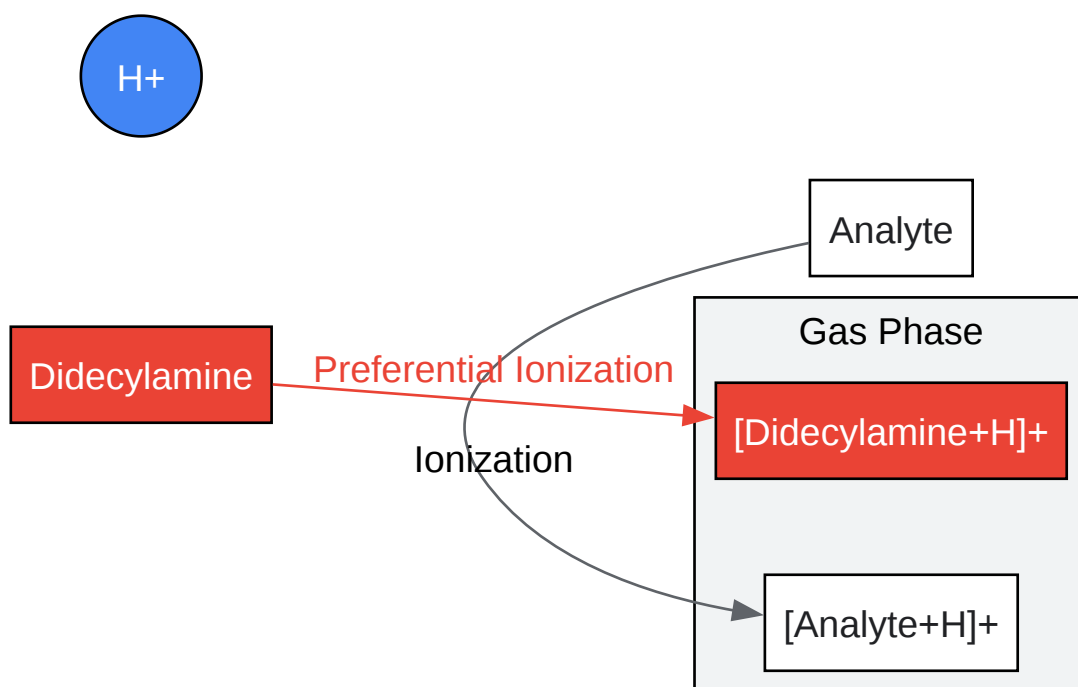 H+
Analyte
Gas Phase
Didecylamine
Preferential Ionization
[Didecylamine+H]+
Ionization
[Analyte+H]+